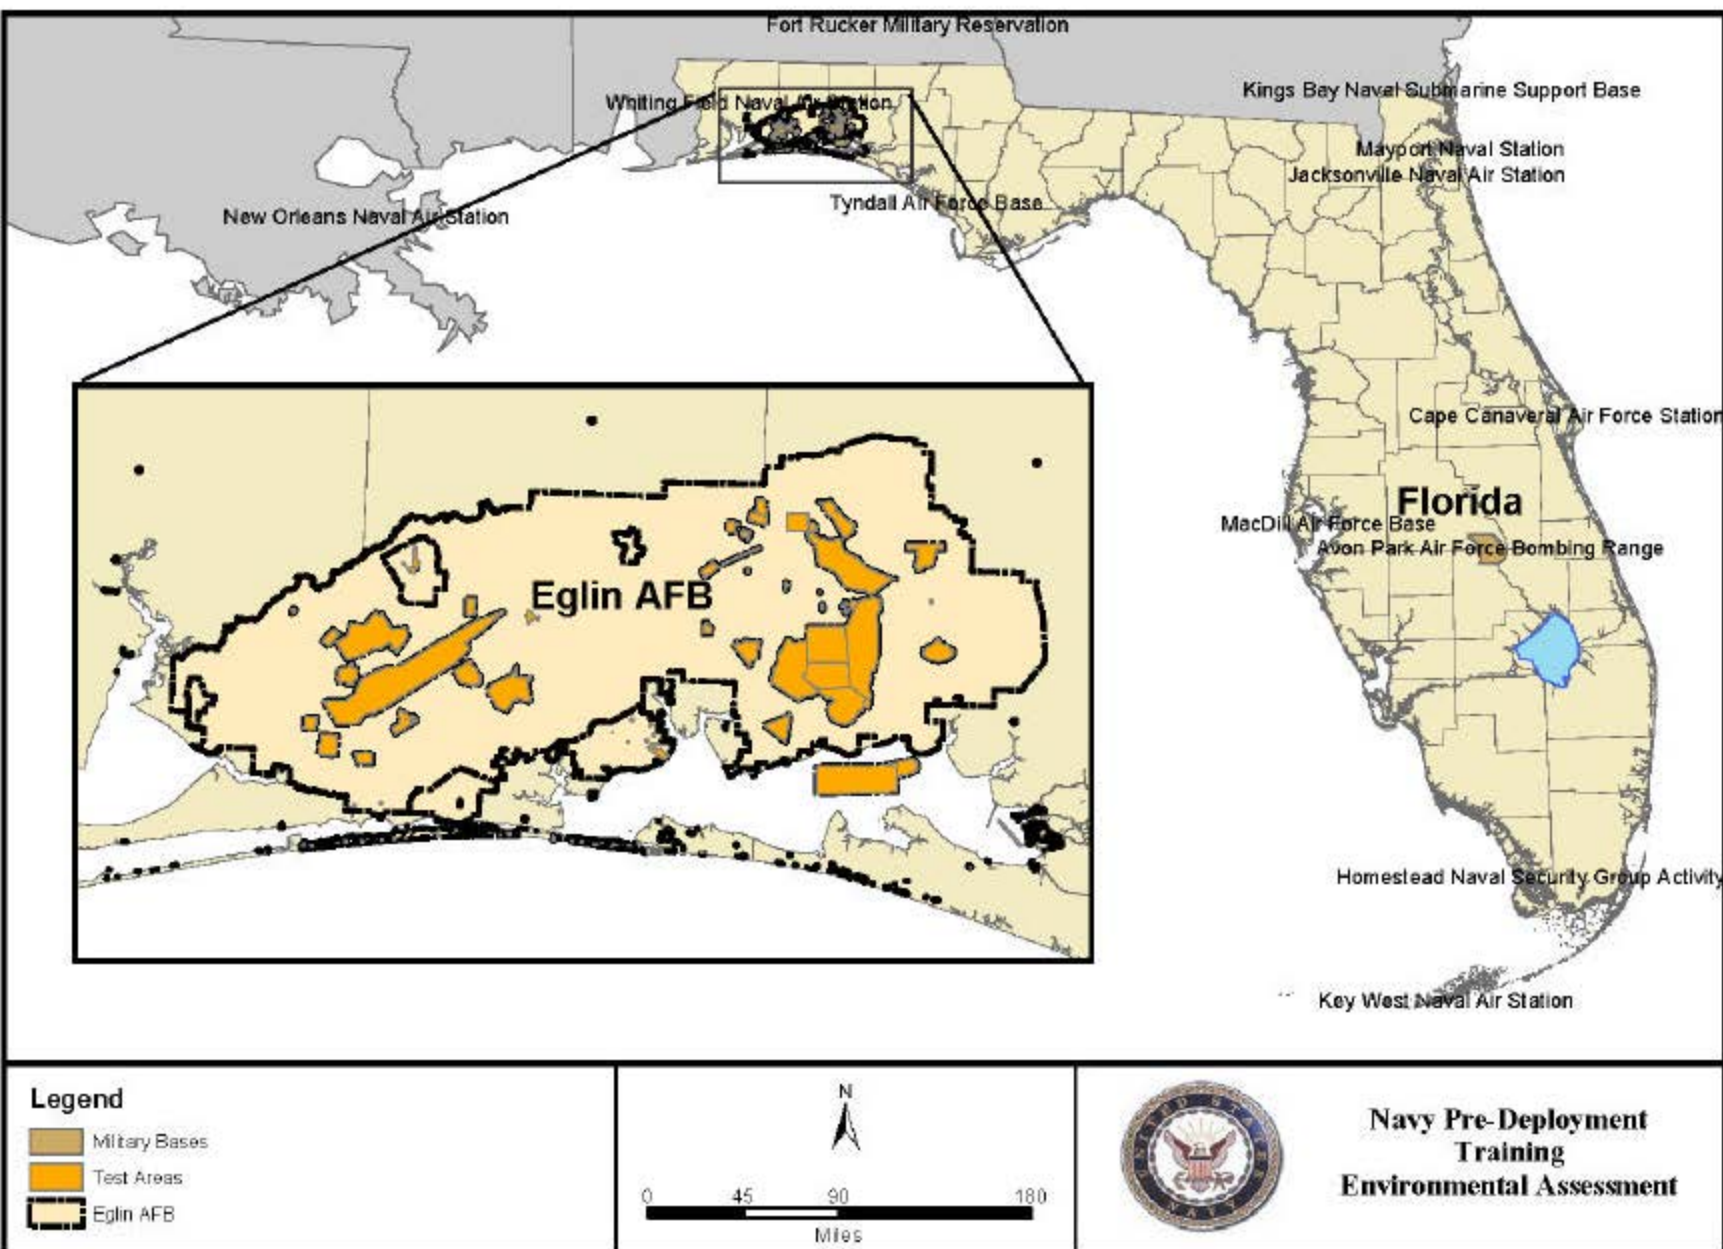 Fort Rucker Military Reservation
Kings Bay Naval Submarine Support Base
Whiting Field Naval Air Station
Mayport Naval Station
Jacksonville Naval Air Station
Tyndall Air Force Base
New Orleans Naval Air Station
Cape Canaveral Air Force Station
Florida
MacDill Air Force Base
Avon Park Air Force Bombing Range
Eglin AFB
Homestead Naval Security Group Activity
Key West Naval Air Station
Legend
Military Bases
Test Areas
Eglin AFB
N
0 45 90 180
Miles
UNITED STATES
NAVY
Navy Pre-Deployment
Training
Environmental Assessment